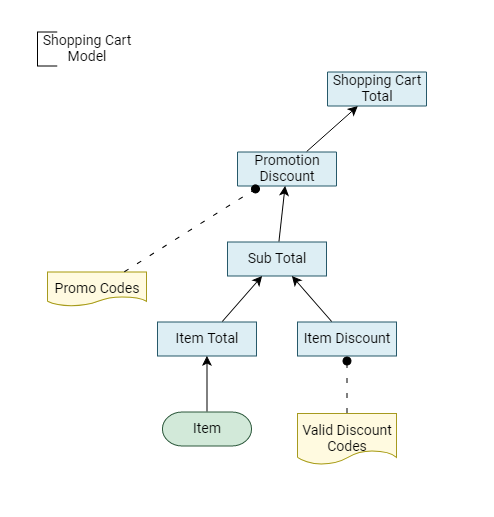 Shopping Cart
Model
Shopping Cart
Total
Promotion
Discount
Sub Total
Promo Codes
Item Total
Item Discount
Item
Valid Discount
Codes